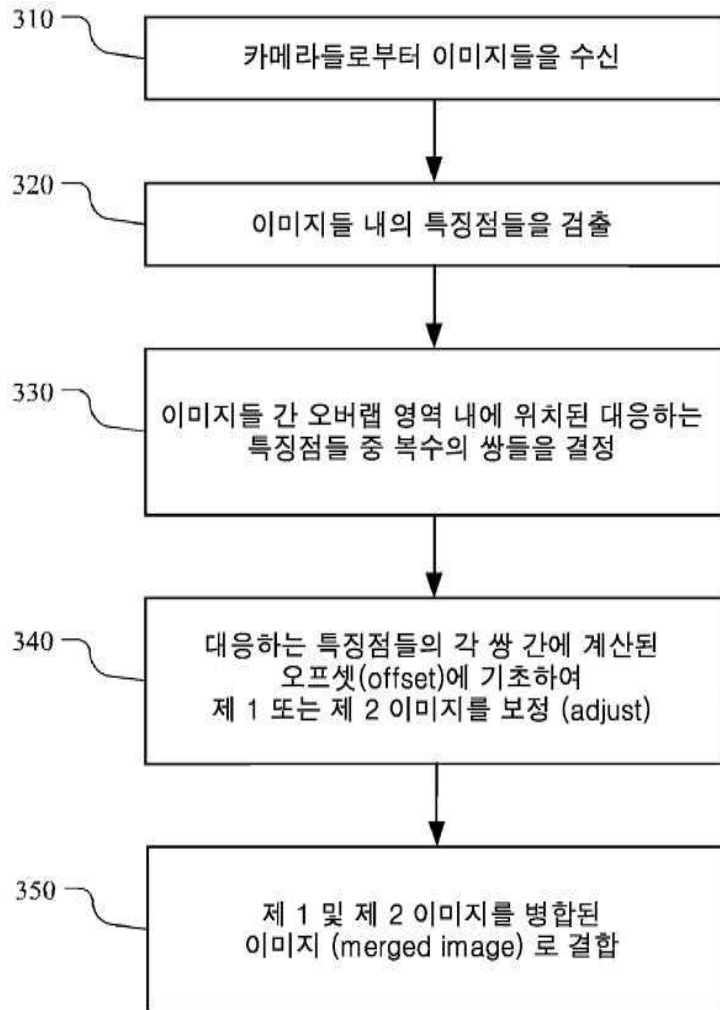 310
카메라들로부터 이미지들을 수신
320
이미지들 내의 특징점들을 검출
330
이미지들 간 오버랩 영역 내에 위치된 대응하는
특징점들 중 복수의 쌍들을 결정
340
대응하는 특징점들의 각 쌍 간에 계산된
오프셋(offset)에 기초하여
제 1 또는 제 2 이미지를 보정 (adjust)
350
제 1 및 제 2 이미지를 병합된
이미지 (merged image) 로 결합